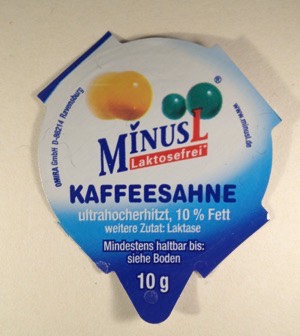 MINUSL
®
Laktosefrei*
KAFFEESAHNE
ultrahocherhitzt, 10 % Fett
weitere Zutat: Laktase
Mindestens haltbar bis:
siehe Boden
10 g
OMIRA GmbH D-88214 Ravensburg
www.minusl.de